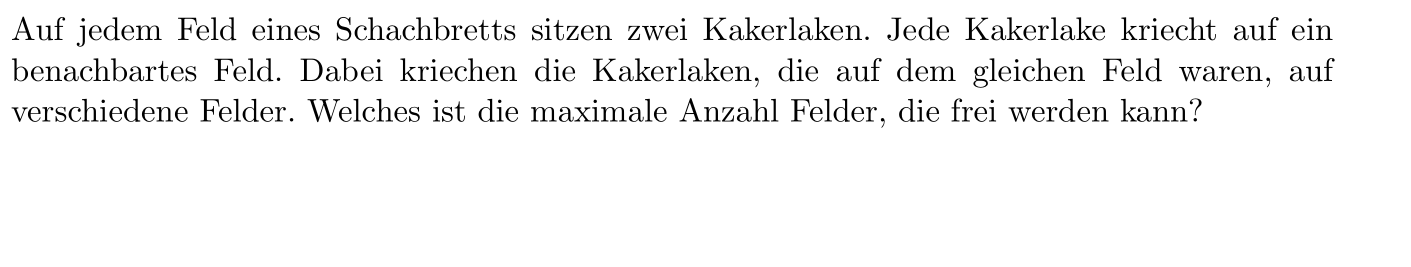 Auf jedem Feld eines Schachbretts sitzen zwei Kakerlaken. Jede Kakerlake kriecht auf ein
benachbartes Feld. Dabei kriechen die Kakerlaken, die auf dem gleichen Feld waren, auf
verschiedene Felder. Welches ist die maximale Anzahl Felder, die frei werden kann?